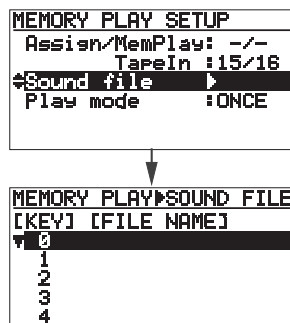 MEMORY PLAY SETUP
Assign/MemPlay: -/-
TapeIn :15/16
Sound file
Play mode :ONCE
MEMORY PLAY▶SOUND FILE
[KEY] [FILE NAME]
0
1
2
3
4